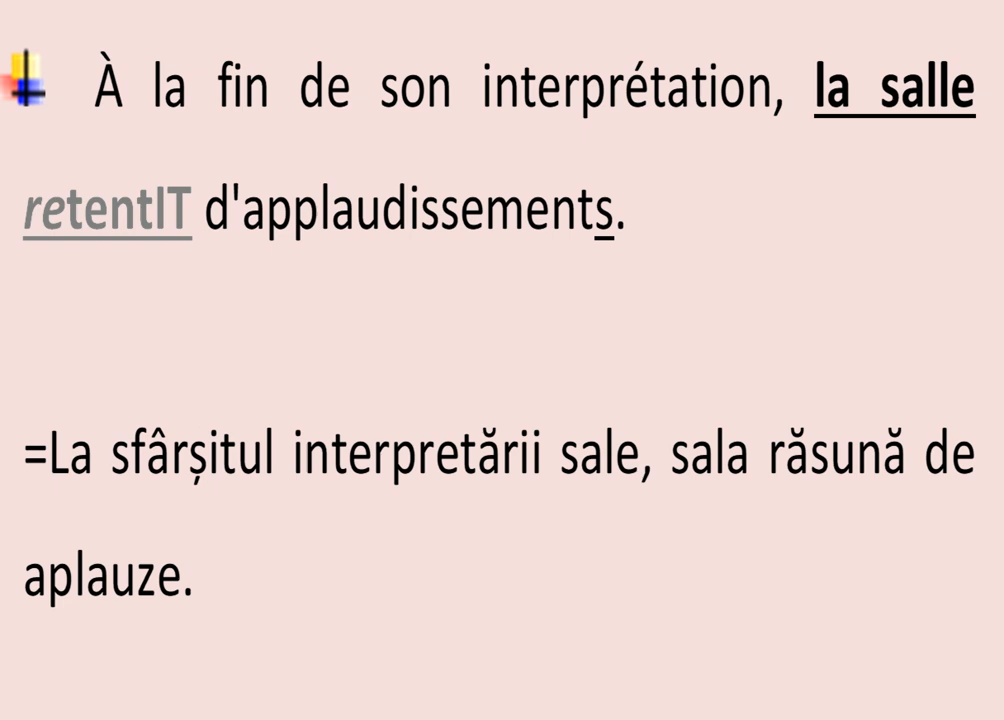 À la fin de son interprétation, la salle
retentIT d'applaudissements.
=La sfârșitul interpretării sale, sala răsună de
aplauze.